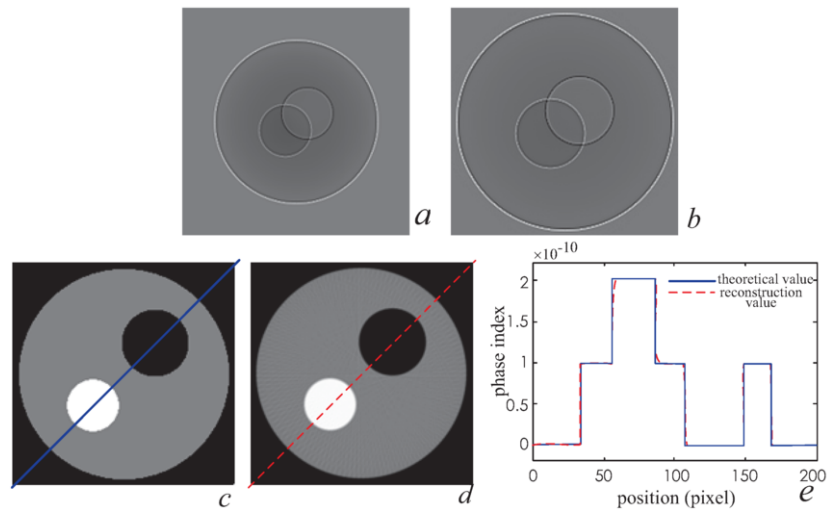 a
b
c
d
×10⁻¹⁰
2
1.5
1
0.5
0
phase index
theoretical value
reconstruction
value
0
50
100
150
200
position (pixel)
e